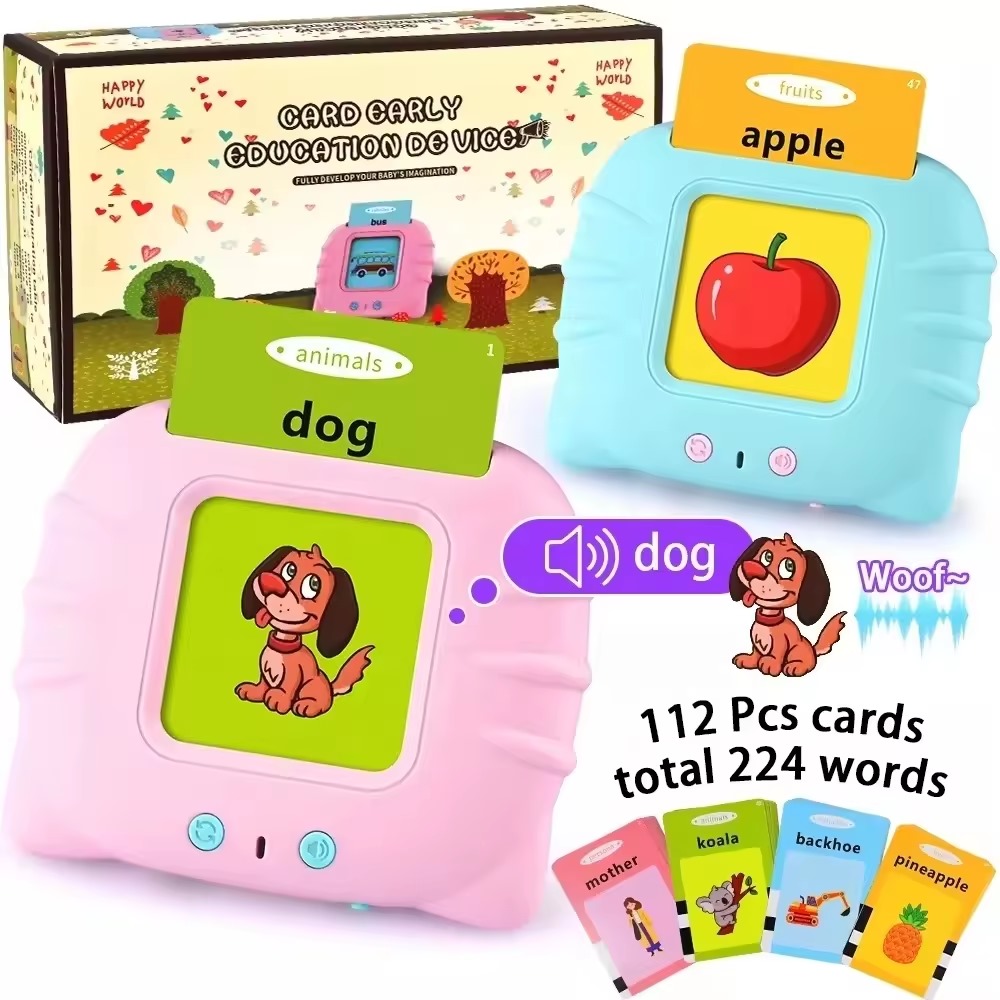 HAPPY
WORLD
HAPPY
WORLD
CARD EARLY
EDUCATION DE VICE
FULLY DEVELOP YOUR BABY'S IMAGINATION
bus
fruits
47
apple
animals
1
dog
dog
Woof~
112 Pcs cards
total 224 words
mother
animals
koala
backhoe
pineapple